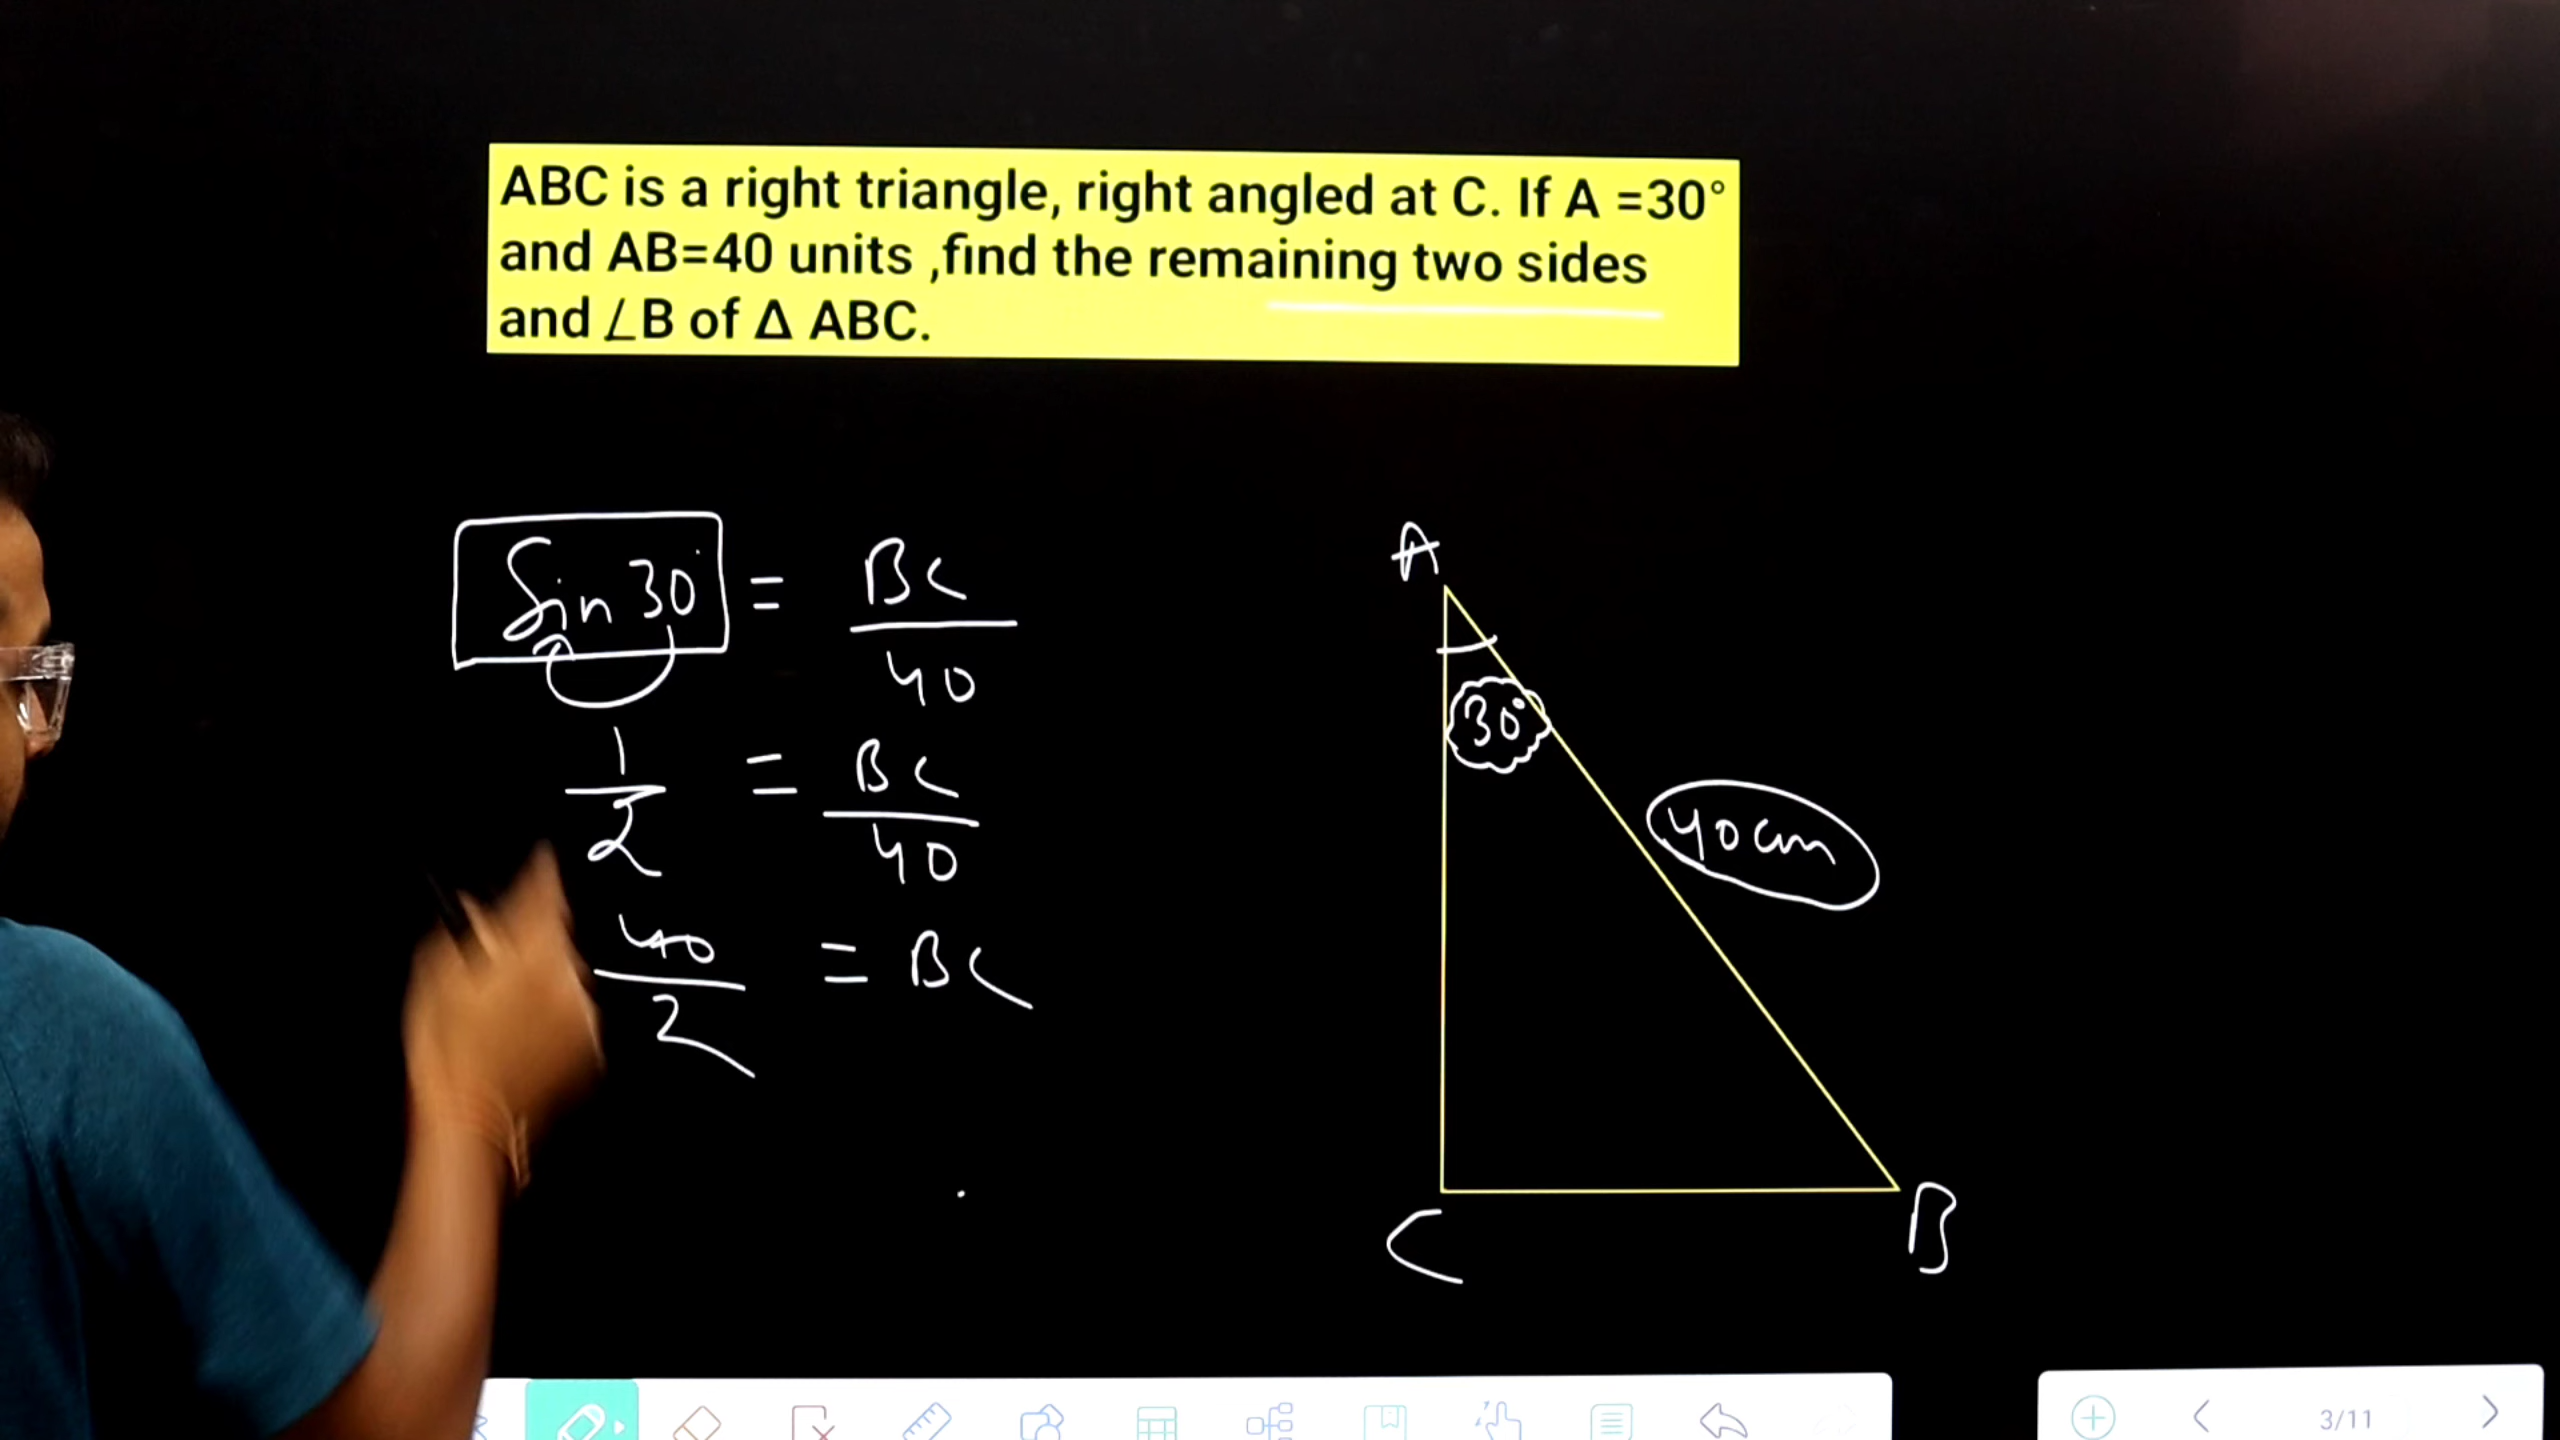 ABC is a right triangle, right angled at C. If A =30°
and AB=40 units ,find the remaining two sides
and ∠B of Δ ABC.
Sin 30° = BC/40
1/2 = BC/40
40/2 = BC
A
30°
40cm
C
B
3/11